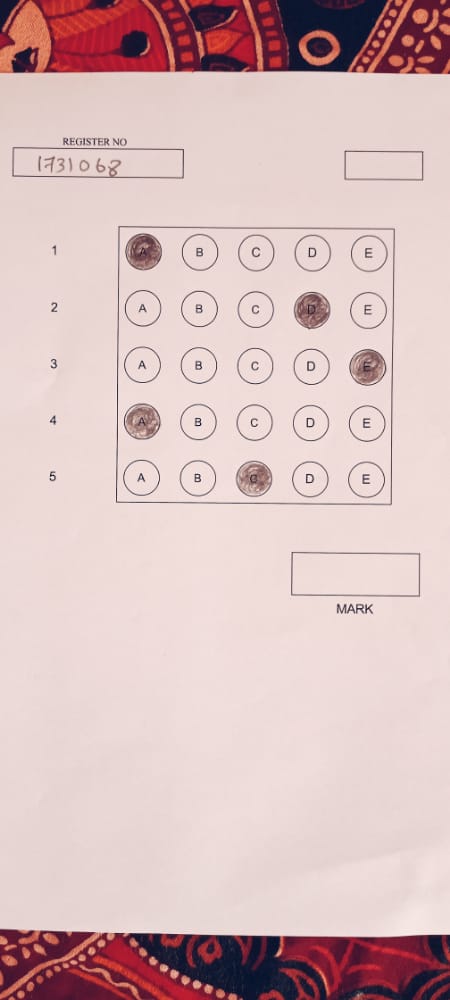 REGISTER NO
1731068
1 A B C D E
2 A B C D E
3 A B C D E
4 A B C D E
5 A B C D E
MARK